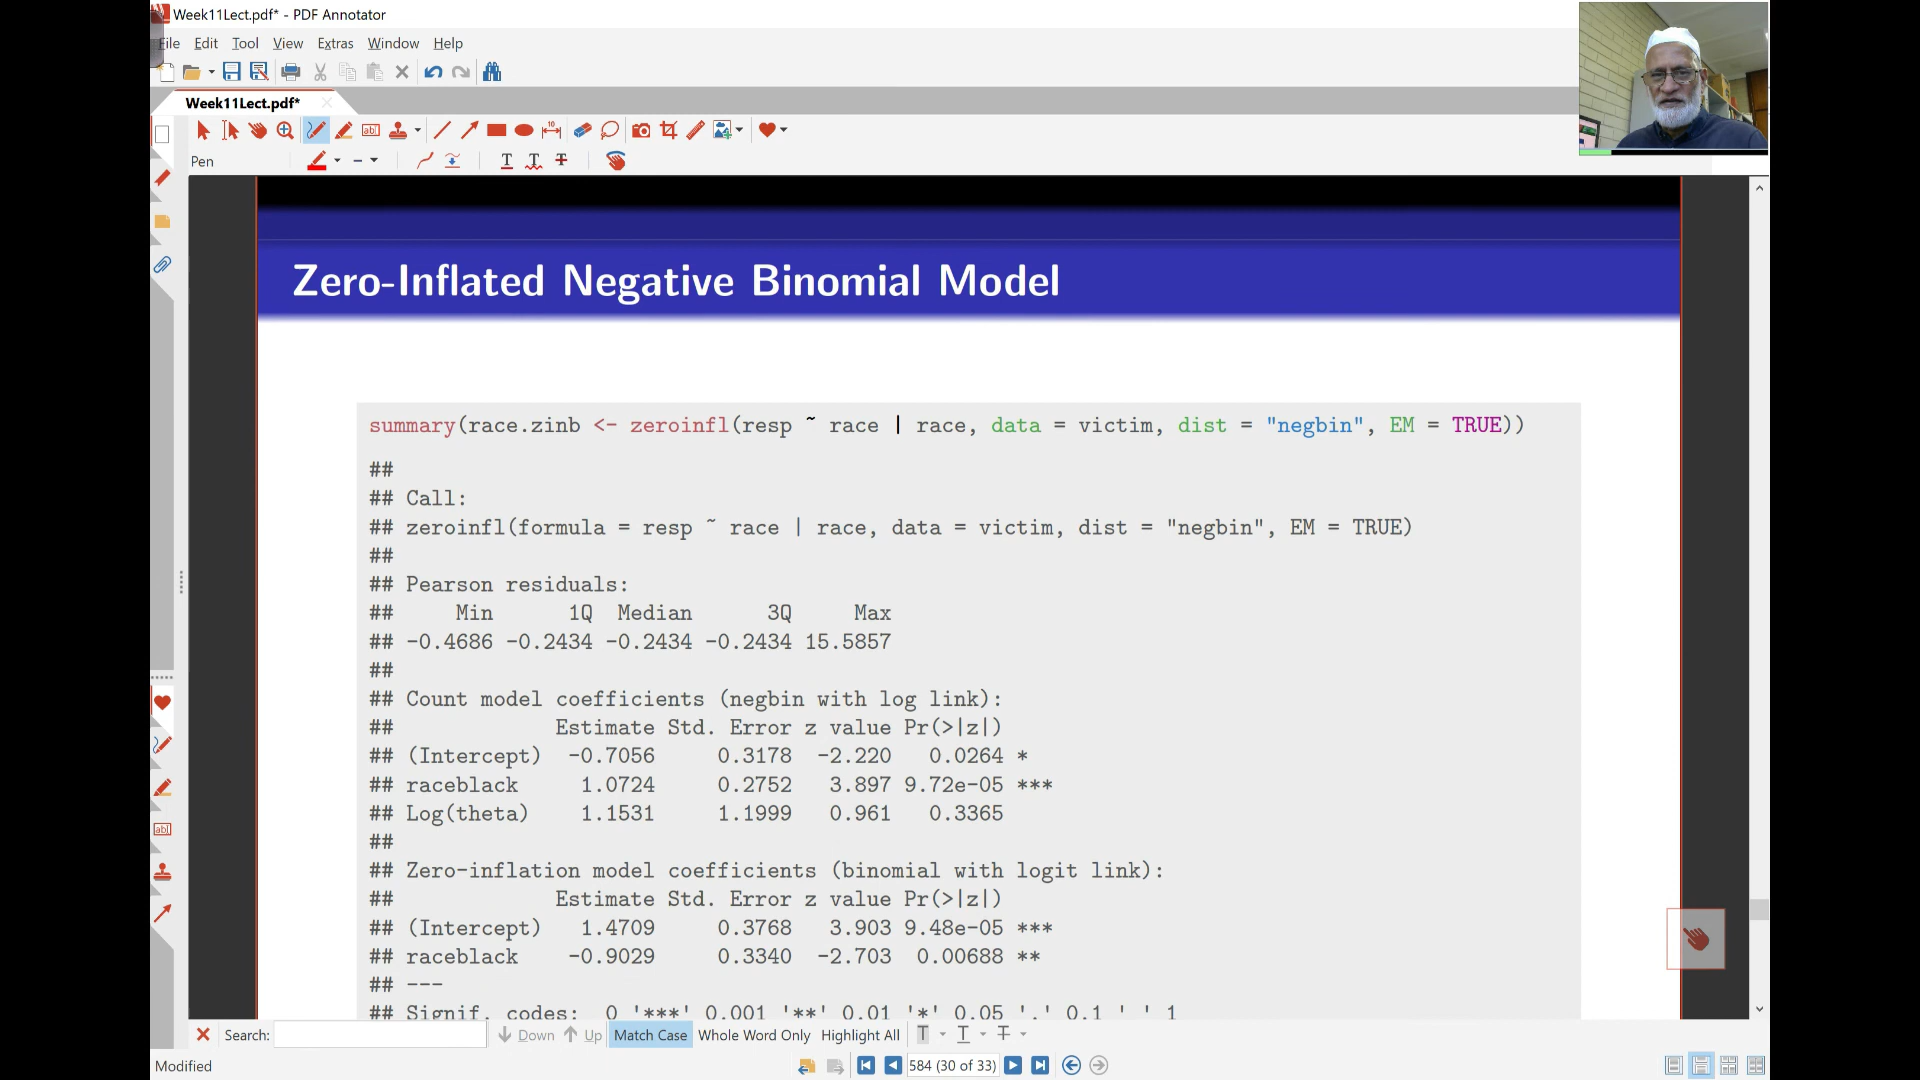 Week11Lect.pdf* - PDF Annotator
File Edit Tool View Extras Window Help
Week11Lect.pdf*
Pen
Zero-Inflated Negative Binomial Model
summary(race.zinb <- zeroinfl(resp ~ race | race, data = victim, dist = "negbin", EM = TRUE))
##
## Call:
## zeroinfl(formula = resp ~ race | race, data = victim, dist = "negbin", EM = TRUE)
##
## Pearson residuals:
## Min 1Q Median 3Q Max
## -0.4686 -0.2434 -0.2434 -0.2434 15.5857
##
## Count model coefficients (negbin with log link):
## Estimate Std. Error z value Pr(>|z|)
## (Intercept) -0.7056 0.3178 -2.220 0.0264 *
## raceblack 1.0724 0.2752 3.897 9.72e-05 ***
## Log(theta) 1.1531 1.1999 0.961 0.3365
##
## Zero-inflation model coefficients (binomial with logit link):
## Estimate Std. Error z value Pr(>|z|)
## (Intercept) 1.4709 0.3768 3.903 9.48e-05 ***
## raceblack -0.9029 0.3340 -2.703 0.00688 **
## ---
## Signif. codes: 0 '***' 0.001 '**' 0.01 '*' 0.05 '.' 0.1 ' ' 1
Search: Down Up Match Case Whole Word Only Highlight All T T T
Modified 584 (30 of 33)